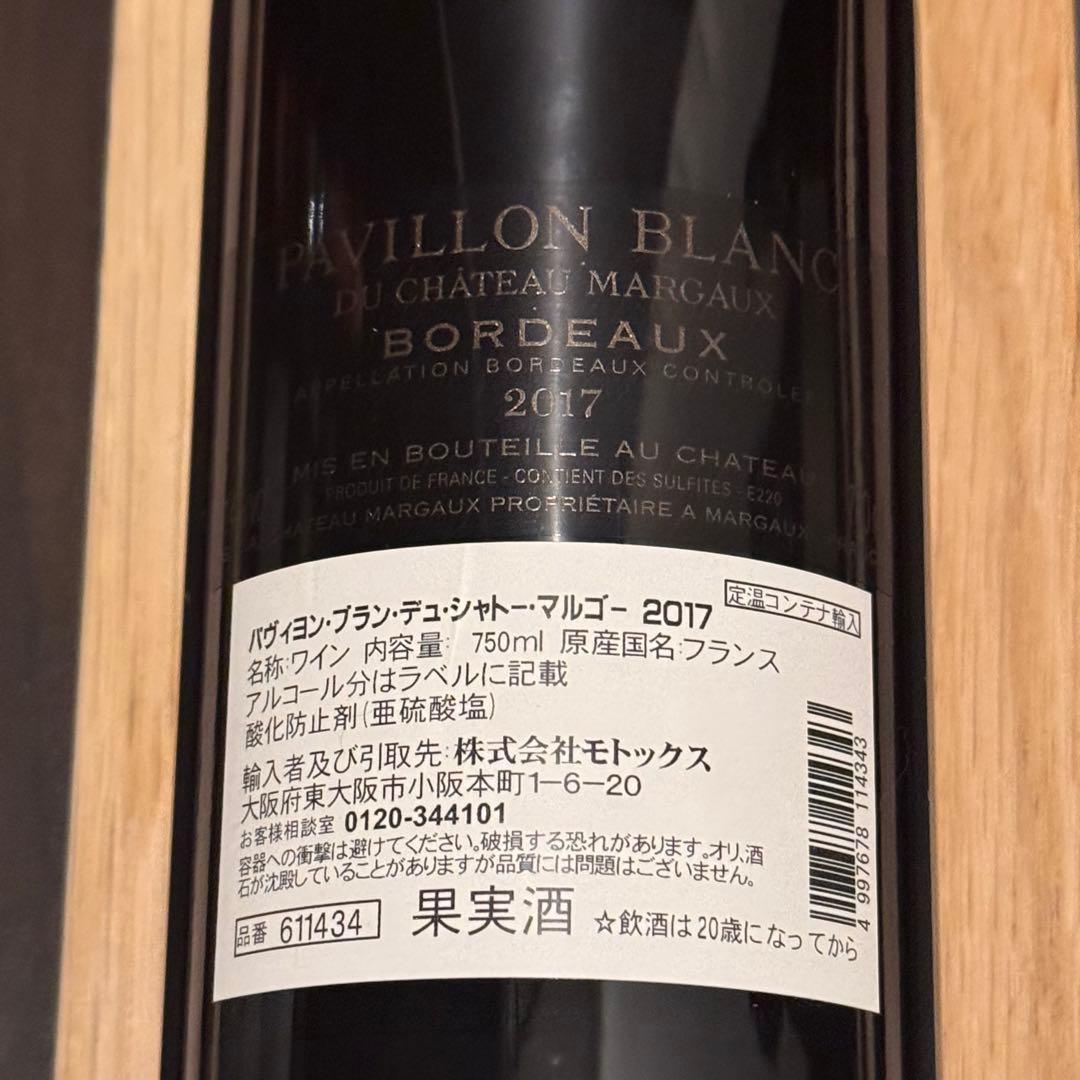 PAVILLON BLANC
DU CHÂTEAU MARGAUX
BORDEAUX
APPELLATION BORDEAUX CONTROLÉE
2017
MIS EN BOUTEILLE AU CHATEAU
PRODUIT DE FRANCE - CONTIENT DES SULFITES - E220
CHATEAU MARGAUX PROPRIÉTAIRE A MARGAUX
パヴィヨン・ブラン・デュ・シャトー・マルゴー 2017
定温コンテナ輸入
名称:ワイン 内容量: 750ml 原産国名:フランス
アルコール分はラベルに記載
酸化防止剤(亜硫酸塩)
輸入者及び引取先:株式会社モトックス
大阪府東大阪市小阪本町1-6-20
お客様相談室 0120-344101
容器への衝撃は避けてください。破損する恐れがあります。オリ、酒
石が沈殿していることがありますが品質には問題はございません。
品番 611434
果実酒
☆飲酒は20歳になってから
4 997678 114343